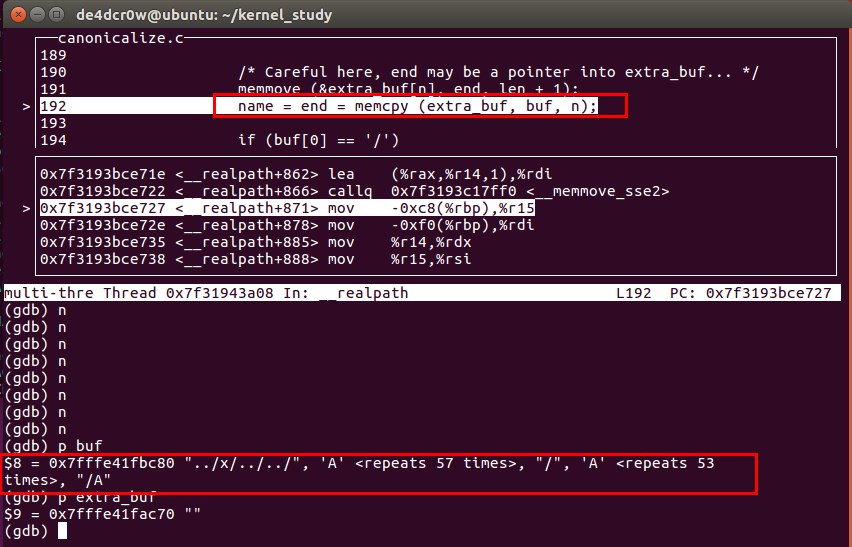 de4dcr0w@ubuntu: ~/kernel_study
canonicalize.c
189
190 /* Careful here, end may be a pointer into extra_buf... */
191 memmove (&extra_buf[n], end, len + 1);
> 192 name = end = memcpy (extra_buf, buf, n);
193
194 if (buf[0] == '/')
0x7f3193bce71e <__realpath+862> lea (%rax,%r14,1),%rdi
0x7f3193bce722 <__realpath+866> callq 0x7f3193c17ff0 <__memmove_sse2>
> 0x7f3193bce727 <__realpath+871> mov -0xc8(%rbp),%r15
0x7f3193bce72e <__realpath+878> mov -0xf0(%rbp),%rdi
0x7f3193bce735 <__realpath+885> mov %r14,%rdx
0x7f3193bce738 <__realpath+888> mov %r15,%rsi
multi-thre Thread 0x7f31943a08 In: __realpath L192 PC: 0x7f3193bce727
(gdb) n
(gdb) n
(gdb) n
(gdb) n
(gdb) n
(gdb) n
(gdb) n
(gdb) n
(gdb) p buf
$8 = 0x7fffe41fbc80 "../x/../../", 'A' <repeats 57 times>, "/", 'A' <repeats 53
times>, "/A"
(gdb) p extra_buf
$9 = 0x7fffe41fac70 ""
(gdb)